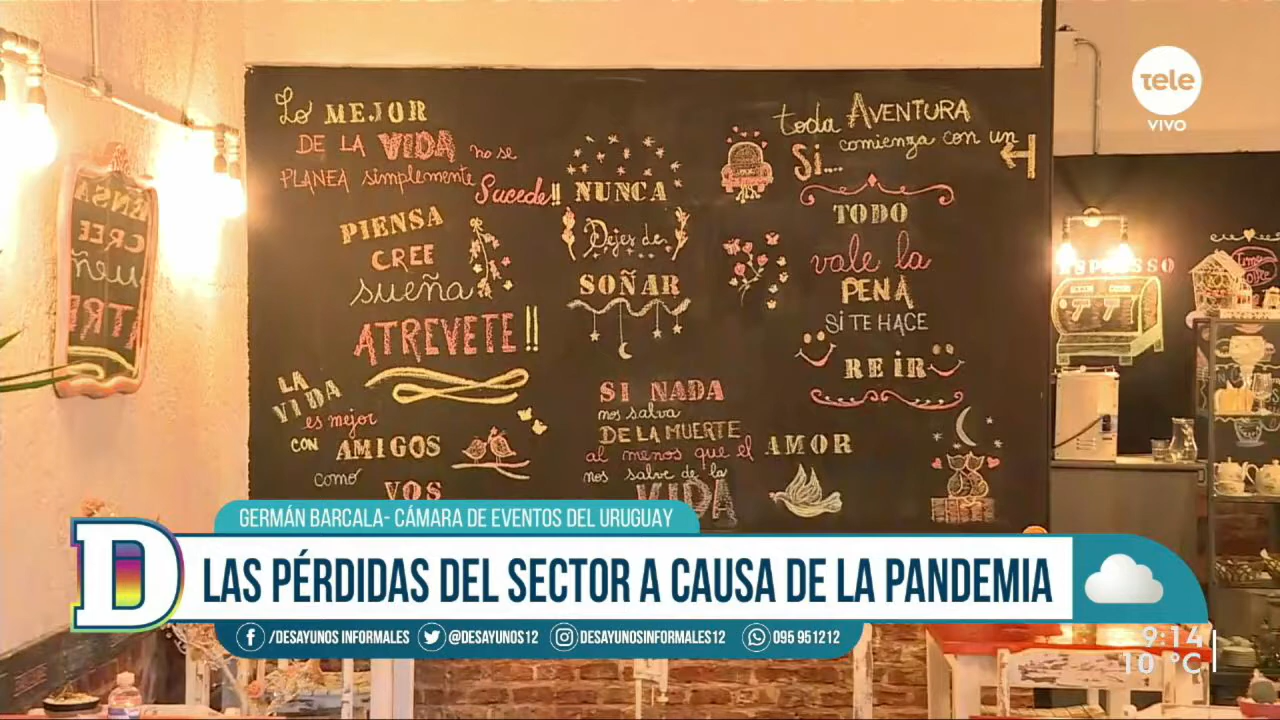 Lo MEJOR
DE LA VIDA no se
PLANEA simplemente Sucede!!
PIENSA
CREE
sueña
ATREVETE!!
LA
VIDA
es mejor
CON AMIGOS
como
VOS
NUNCA
Dejes de
SOÑAR
SI NADA
nos salva
DE LA MUERTE
al menos que el AMOR
nos salve de la
VIDA
toda AVENTURA
comienza con un
Si....
TODO
vale la
PENA
SI TE HACE
REIR
ESPRESSO
tele
VIVO
GERMÁN BARCALA- CÁMARA DE EVENTOS DEL URUGUAY
D
LAS PÉRDIDAS DEL SECTOR A CAUSA DE LA PANDEMIA
/DESAYUNOS INFORMALES @DESAYUNOS12 DESAYUNOSINFORMALES12 095 951212
9:14
10 °C